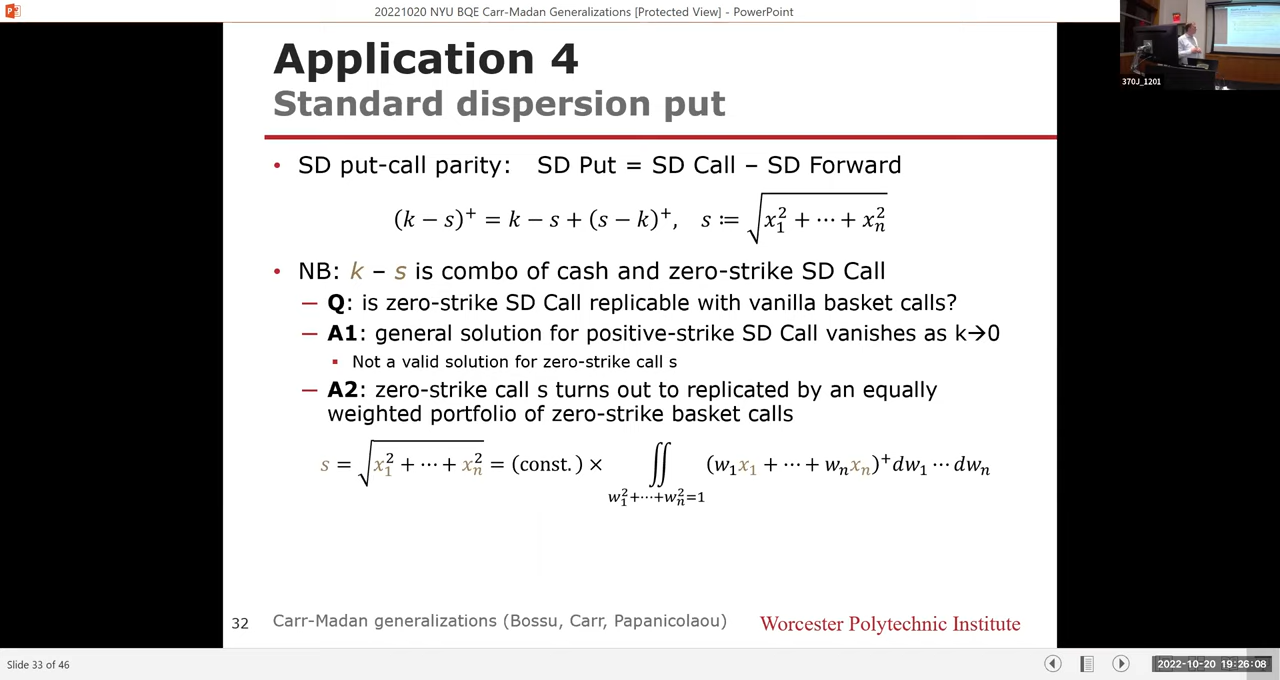 20221020 NYU BQE Carr-Madan Generalizations [Protected View] - PowerPoint
370J_1201
Application 4
Standard dispersion put
• SD put-call parity: SD Put = SD Call – SD Forward
(k − s)⁺ = k − s + (s − k)⁺, s ≔ √(x₁² + ⋯ + xₙ²)
• NB: k – s is combo of cash and zero-strike SD Call
— Q: is zero-strike SD Call replicable with vanilla basket calls?
— A1: general solution for positive-strike SD Call vanishes as k→0
▪ Not a valid solution for zero-strike call s
— A2: zero-strike call s turns out to replicated by an equally
weighted portfolio of zero-strike basket calls
s = √(x₁² + ⋯ + xₙ²) = (const.) × ∬ (w₁x₁ + ⋯ + wₙxₙ)⁺dw₁ ⋯ dwₙ
w₁²+⋯+wₙ²=1
32 Carr-Madan generalizations (Bossu, Carr, Papanicolaou) Worcester Polytechnic Institute
Slide 33 of 46
2022-10-20 19:26:08